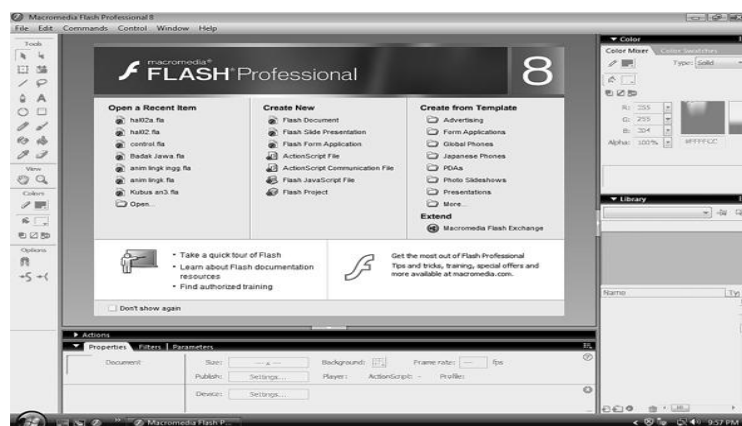 Macromedia Flash Professional 8
File Edit Commands Control Window Help
Tools
View
Colors
Options
macromedia®
FLASH® Professional 8
Open a Recent Item
hal02a.fla
hal02.fla
control.fla
Badak Jawa.fla
anim lingk ingg.fla
anim lingk.fla
Kubus an3.fla
Open...
Create New
Flash Document
Flash Slide Presentation
Flash Form Application
ActionScript File
ActionScript Communication File
Flash JavaScript File
Flash Project
Create from Template
Advertising
Form Applications
Global Phones
Japanese Phones
PDAs
Photo Slideshows
Presentations
More...
Extend
Macromedia Flash Exchange
• Take a quick tour of Flash
• Learn about Flash documentation
resources
• Find authorized training
Get the most out of Flash Professional
Tips and tricks, training, special offers and
more available at macromedia.com.
Don't show again
Color
Color Mixer Color Swatches
Type: Solid
R: 255
G: 255
B: 204
Alpha: 100% #FFFFCC
Library
Name Typ
Actions
Properties Filters Parameters
Document Size: Background: Frame rate: fps
Publish: Settings... Player: ActionScript: - Profile:
Device: Settings...
Macromedia Flash P...
9:57 PM